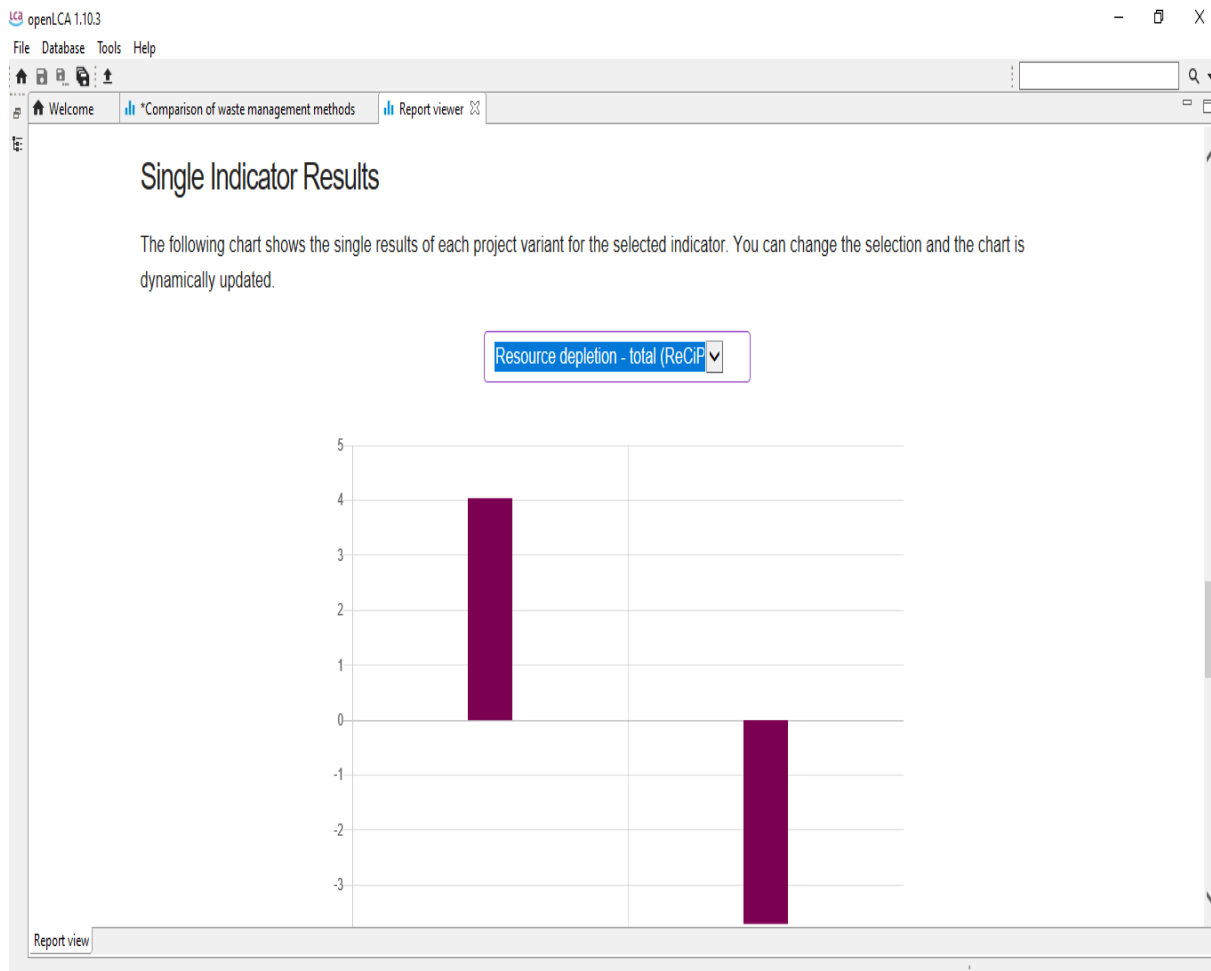 LCA openLCA 1.10.3
File Database Tools Help
Welcome *Comparison of waste management methods Report viewer
Single Indicator Results
The following chart shows the single results of each project variant for the selected indicator. You can change the selection and the chart is
dynamically updated.
Resource depletion - total (ReCiP
5
4
3
2
1
0
-1
-2
-3
Report view